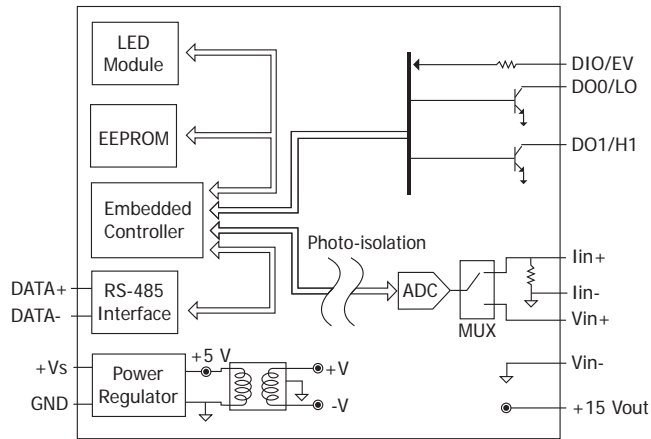 LED
Module
EEPROM
Embedded
Controller
RS-485
Interface
DATA+
DATA-
+Vs
GND
Power
Regulator
+5 V
+V
-V
Photo-isolation
ADC
MUX
DIO/EV
DO0/LO
DO1/H1
Iin+
Iin-
Vin+
Vin-
+15 Vout